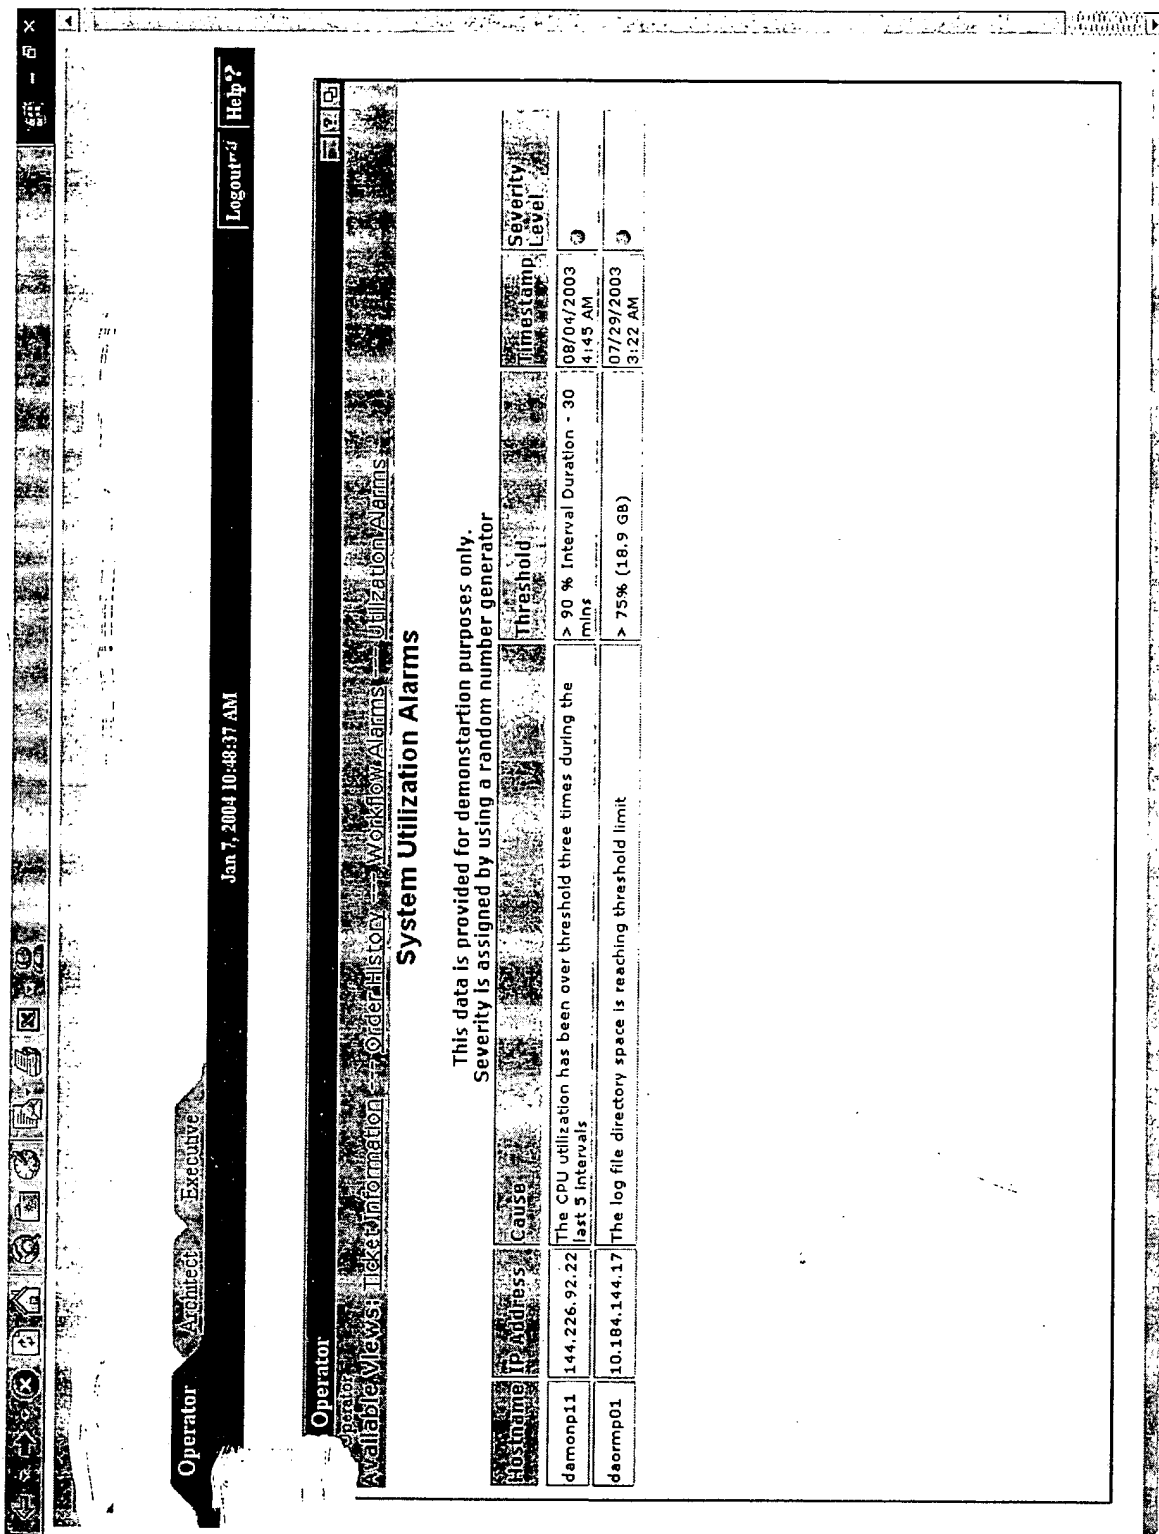 Operator Architect Executive
Jan 7, 2004 10:48:37 AM
Logout Help?
Operator
Operator
Available Views: Ticket Information --- Order History --- Workflow Alarms --- Utilization Alarms
System Utilization Alarms
This data is provided for demonstartion purposes only.
Severity is assigned by using a random number generator
Hostname IP Address Cause Threshold Timestamp Severity Level
damonp11 144.226.92.22 The CPU utilization has been over threshold three times during the > 90 % Interval Duration - 30 08/04/2003
last 5 intervals mins 4:45 AM
daormp01 10.184.144.17 The log file directory space is reaching threshold limit > 75% (18.9 GB) 07/29/2003
3:22 AM